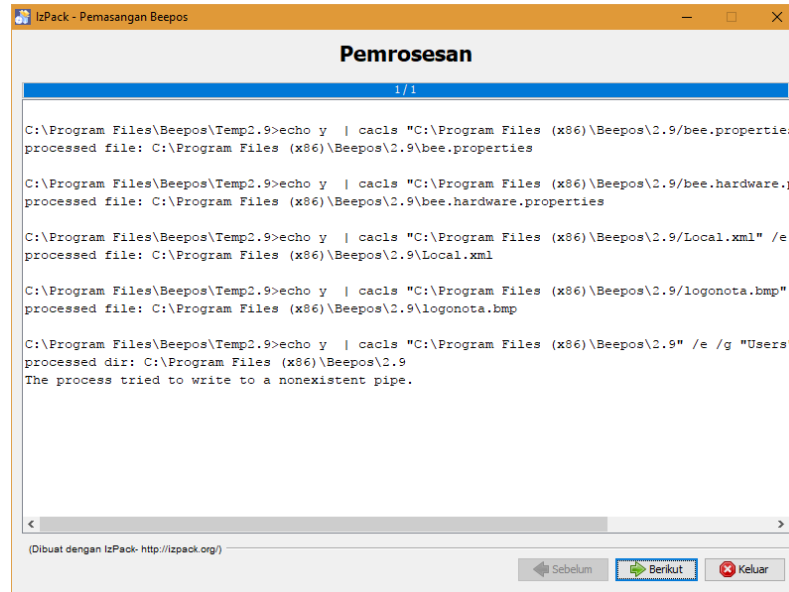 IzPack - Pemasangan Beepos
Pemrosesan
1 / 1
C:\Program Files\Beepos\Temp2.9>echo y  | cacls "C:\Program Files (x86)\Beepos\2.9/bee.properties
processed file: C:\Program Files (x86)\Beepos\2.9\bee.properties
C:\Program Files\Beepos\Temp2.9>echo y  | cacls "C:\Program Files (x86)\Beepos\2.9/bee.hardware.p
processed file: C:\Program Files (x86)\Beepos\2.9\bee.hardware.properties
C:\Program Files\Beepos\Temp2.9>echo y  | cacls "C:\Program Files (x86)\Beepos\2.9/Local.xml" /e
processed file: C:\Program Files (x86)\Beepos\2.9\Local.xml
C:\Program Files\Beepos\Temp2.9>echo y  | cacls "C:\Program Files (x86)\Beepos\2.9/logonota.bmp"
processed file: C:\Program Files (x86)\Beepos\2.9\logonota.bmp
C:\Program Files\Beepos\Temp2.9>echo y  | cacls "C:\Program Files (x86)\Beepos\2.9" /e /g "Users"
processed dir: C:\Program Files (x86)\Beepos\2.9
The process tried to write to a nonexistent pipe.
(Dibuat dengan IzPack- http://izpack.org/)
Sebelum
Berikut
Keluar